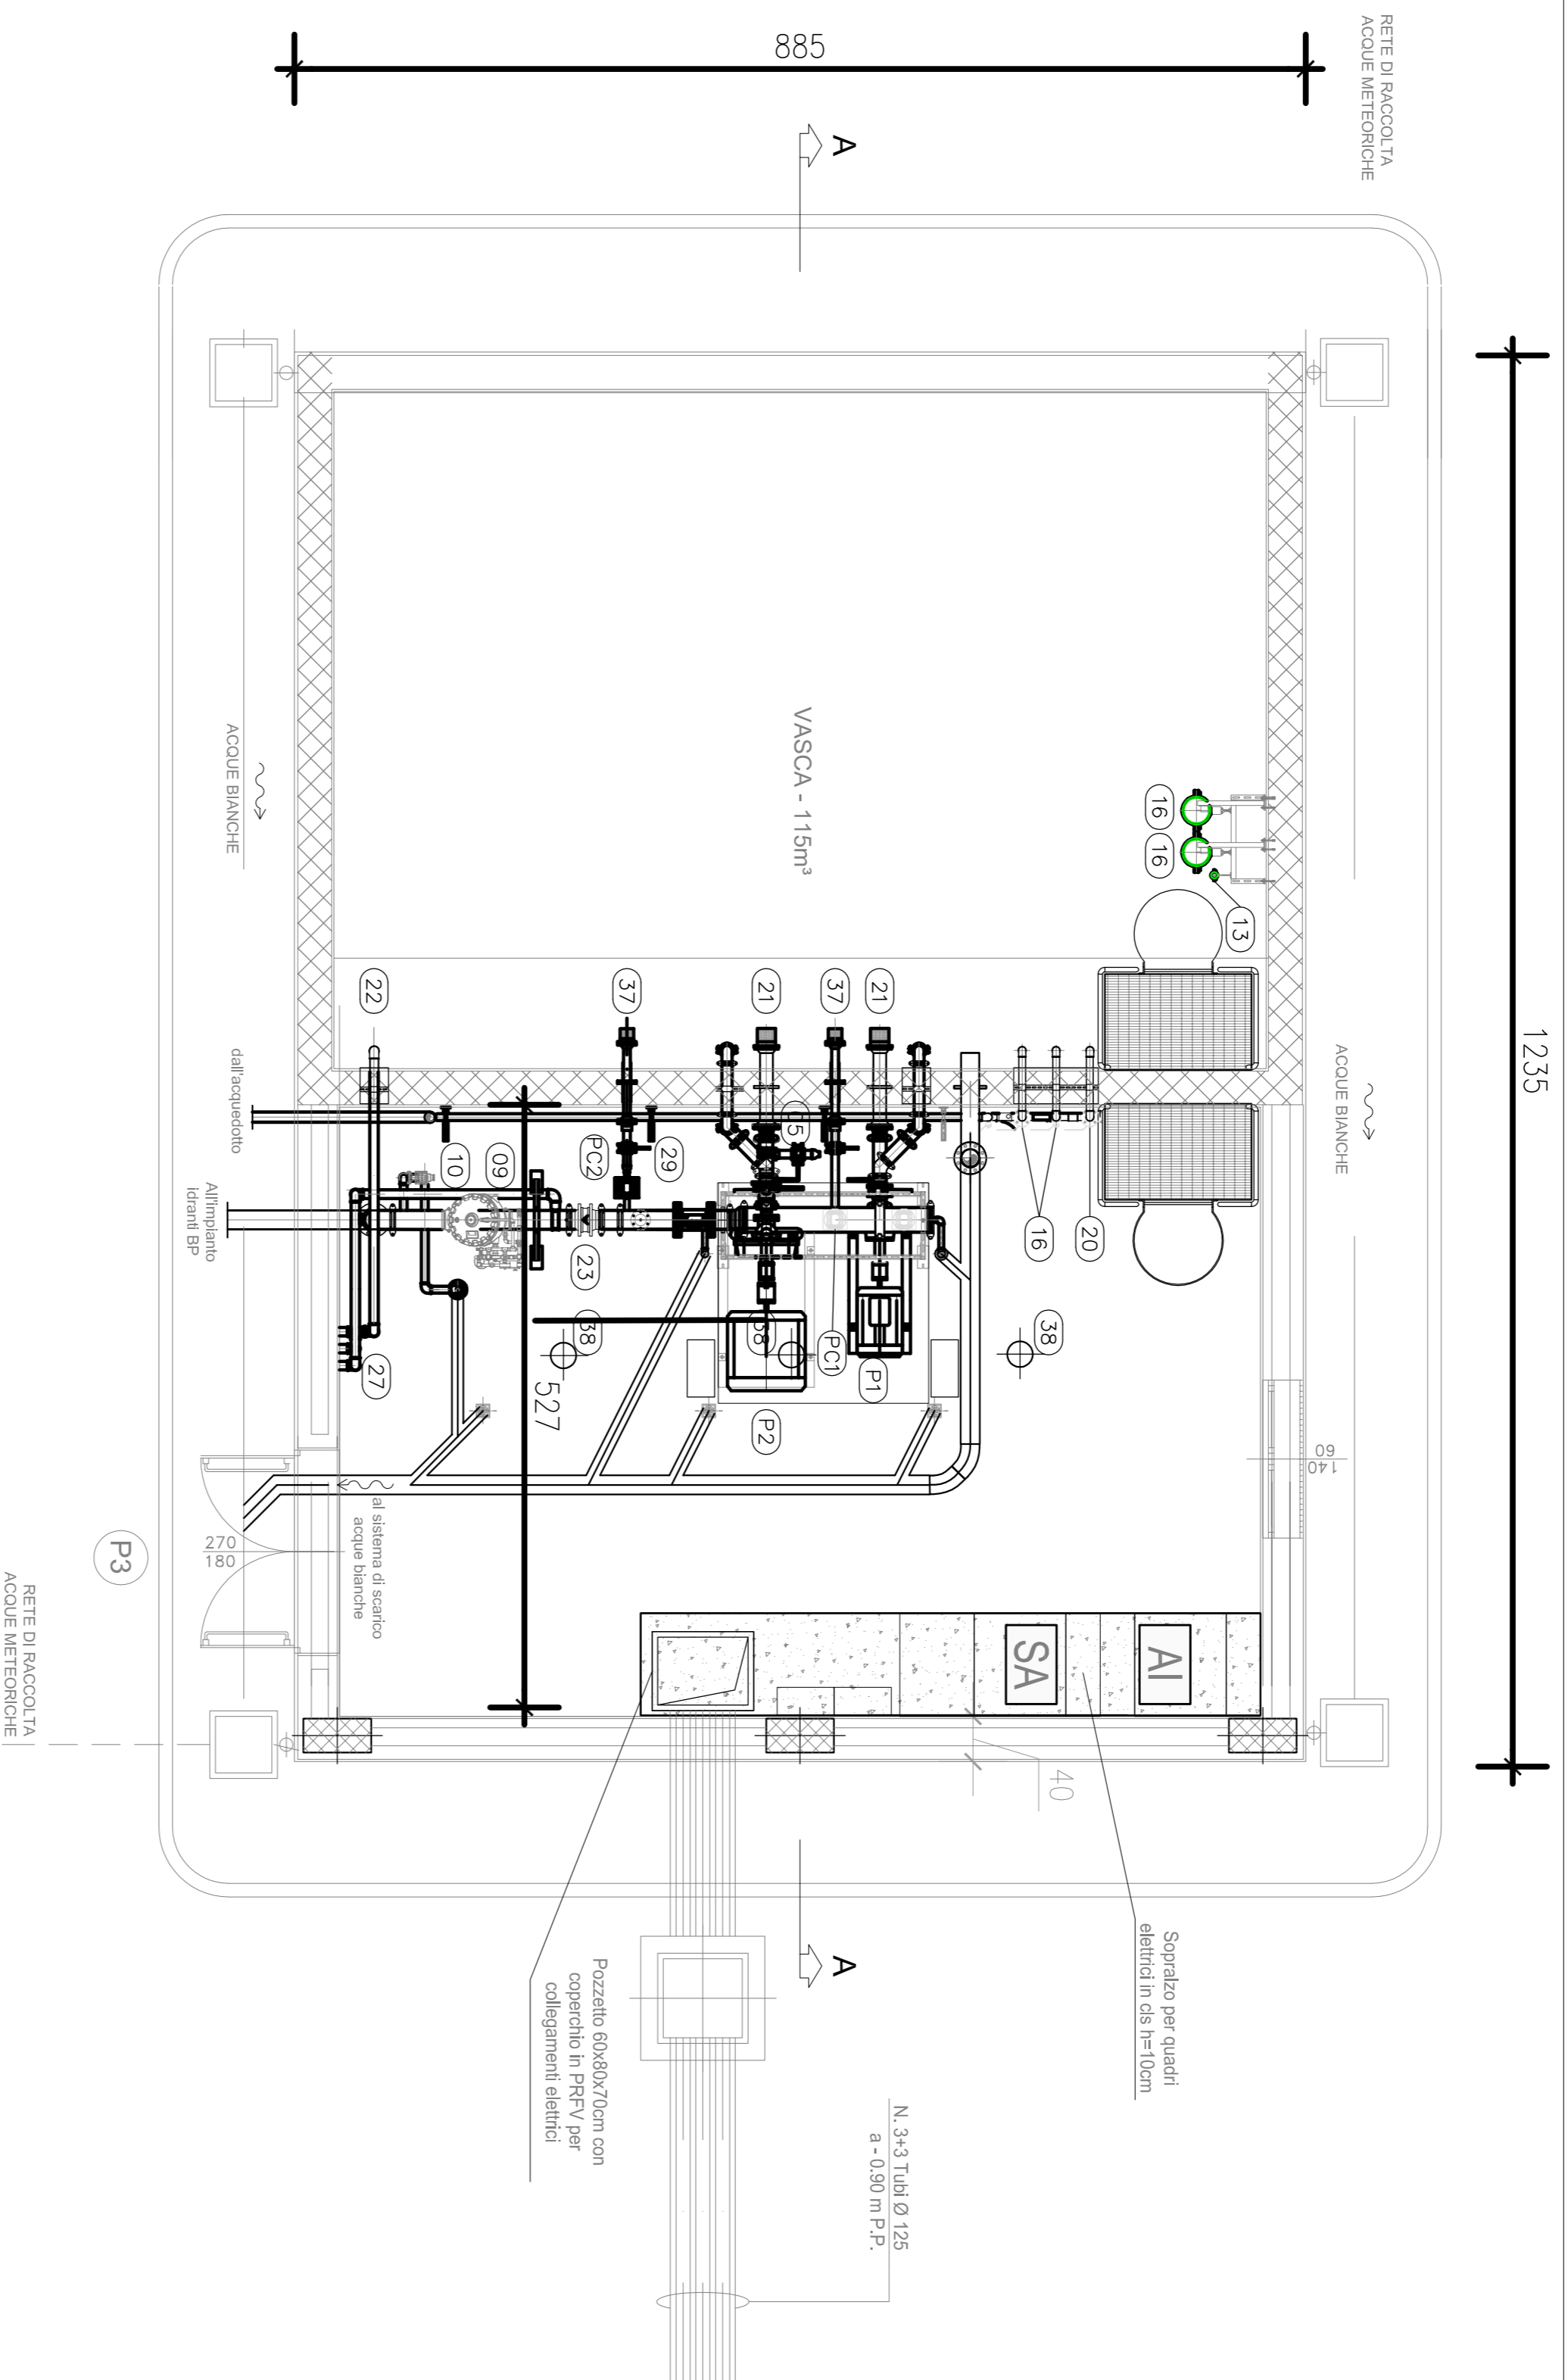 RETE DI RACCOLTA
ACQUE METEORICHE
885
A
1235
VASCA - 115m³
ACQUE BIANCHE
ACQUE BIANCHE
16
16
13
22
37
21
37
21
dall'acquedotto
All'impianto
idranti BP
10
09
PC2
29
05
23
16
20
27
38
38
38
PC1
P1
P2
527
60
140
al sistema di scarico
acque bianche
270
180
P3
SA
AI
40
RETE DI RACCOLTA
ACQUE METEORICHE
A
Sopralzo per quadri
elettrici in cls h=10cm
Pozzetto 60x80x70cm con
coperchio in PRFV per
collegamenti elettrici
N. 3+3 Tubi Ø 125
a - 0.90 m P.P.